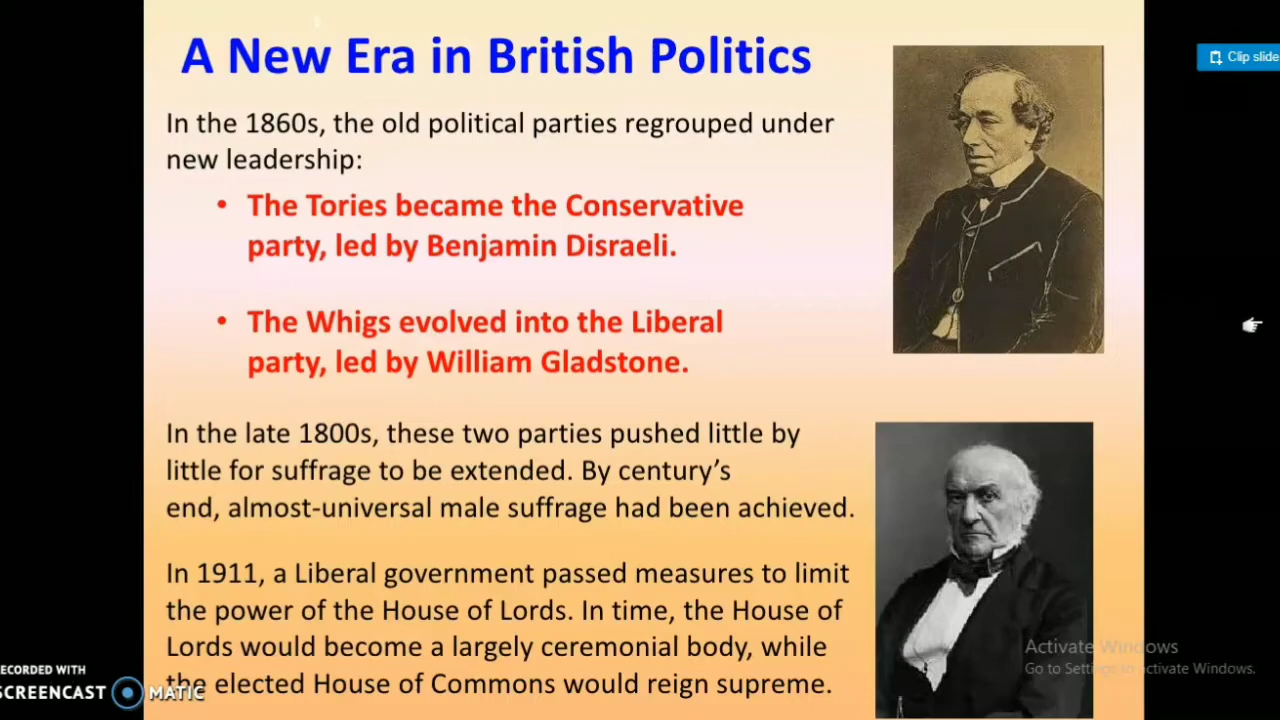 A New Era in British Politics
Clip slide
In the 1860s, the old political parties regrouped under
new leadership:
• The Tories became the Conservative
party, led by Benjamin Disraeli.
• The Whigs evolved into the Liberal
party, led by William Gladstone.
In the late 1800s, these two parties pushed little by
little for suffrage to be extended. By century’s
end, almost-universal male suffrage had been achieved.
In 1911, a Liberal government passed measures to limit
the power of the House of Lords. In time, the House of
Lords would become a largely ceremonial body, while
the elected House of Commons would reign supreme.
Activate Windows
Go to Settings to activate Windows.
ECORDED WITH
SCREENCAST MATIC